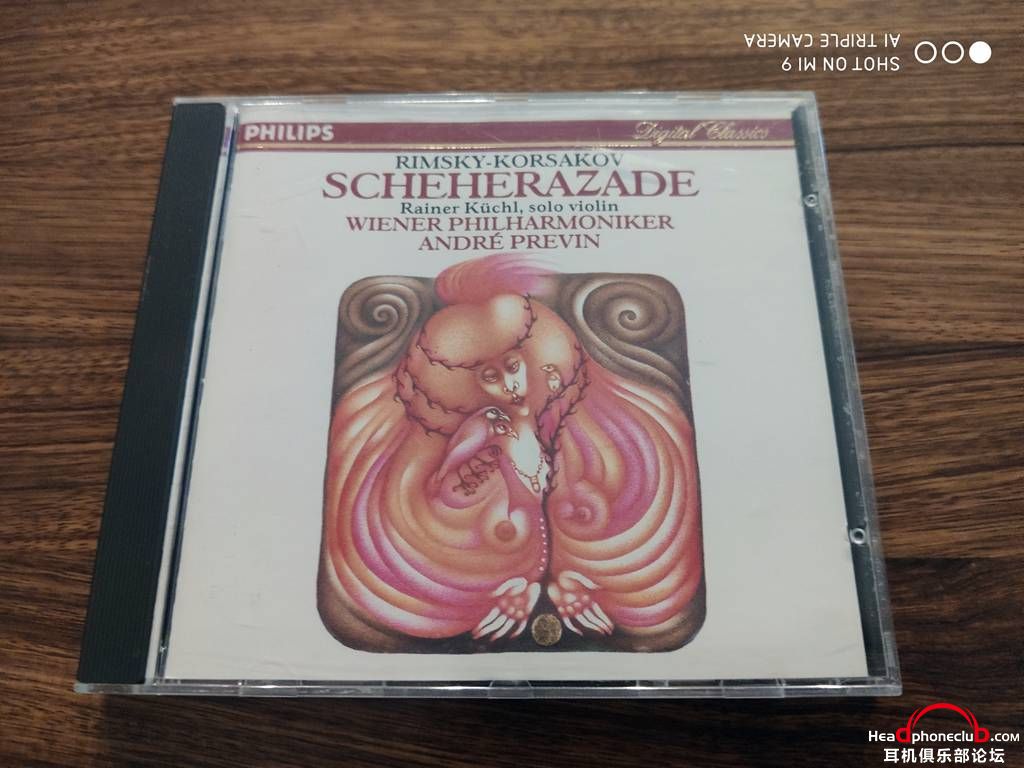 SHOT ON MI 9
AI TRIPLE CAMERA
PHILIPS
Digital Classics
RIMSKY-KORSAKOV
SCHEHERAZADE
Rainer Küchl, solo violin
WIENER PHILHARMONIKER
ANDRÉ PREVIN
Headphoneclub.com
耳机俱乐部论坛